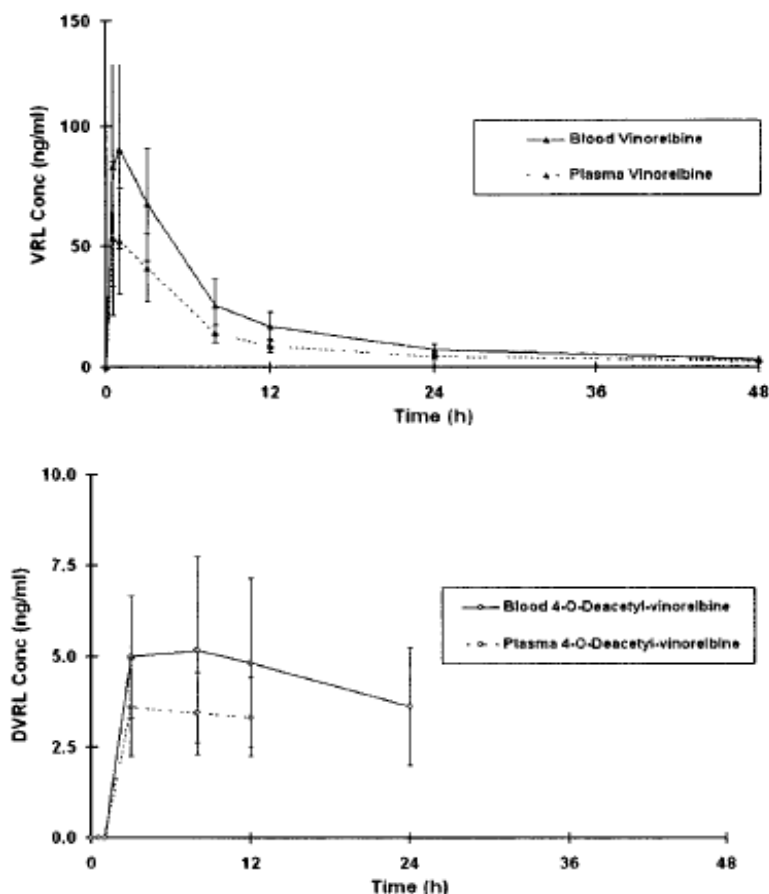 150
100
50
0
VRL Conc (ng/ml)
Blood Vinorelbine
Plasma Vinorelbine
0 12 24 36 48
Time (h)
10.0
7.5
5.0
2.5
0.0
DVRL Conc (ng/ml)
Blood 4-O-Deacetyl-vinorelbine
Plasma 4-O-Deacetyl-vinorelbine
0 12 24 36 48
Time (h)